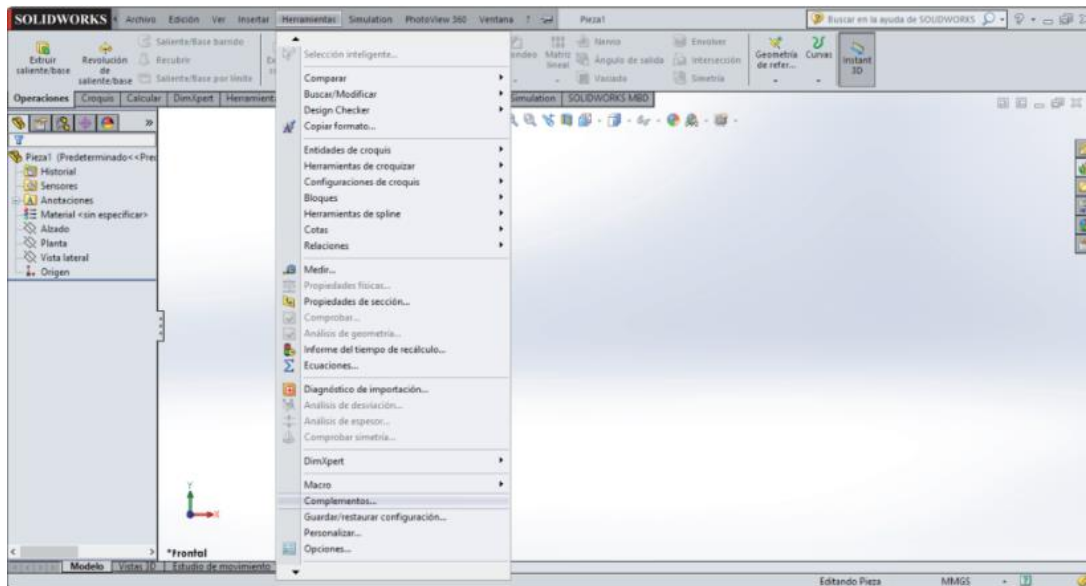 SOLIDWORKS Archivo Edición Ver Insertar Herramientas Simulation PhotoView 360 Ventana ? Pieza1 Buscar en la ayuda de SOLIDWORKS
Extruir saliente/base
Revolución de saliente/base
Saliente/Base barrido
Recubrir
Saliente/Base por límite
Matriz lineal
Nervio
Ángulo de salida
Vaciado
Envolver
Intersección
Simetría
Geometría de refer...
Curvas
Instant 3D
Operaciones Croquis Calcular DimXpert Herramient Simulation SOLIDWORKS MBD
Pieza1 (Predeterminado<<Pre
Historial
Sensores
Anotaciones
Material <sin especificar>
Alzado
Planta
Vista lateral
Origen
Selección inteligente...
Comparar
Buscar/Modificar
Design Checker
Copiar formato...
Entidades de croquis
Herramientas de croquizar
Configuraciones de croquis
Bloques
Herramientas de spline
Cotas
Relaciones
Medir...
Propiedades físicas...
Propiedades de sección...
Comprobar...
Análisis de geometría...
Informe del tiempo de recálculo...
Ecuaciones...
Diagnóstico de importación...
Análisis de desviación...
Análisis de espesor...
Comprobar simetría...
DimXpert
Macro
Complementos...
Guardar/restaurar configuración...
Personalizar...
Opciones...
Y
X
*Frontal
Modelo Vistas 3D Estudio de movimiento
Editando Pieza MMGS